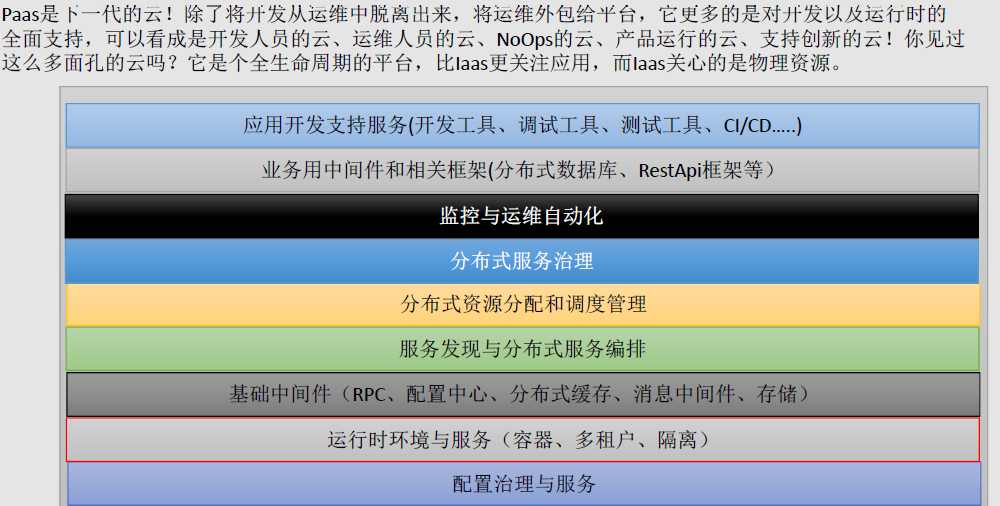 Paas是下一代的云！除了将开发从运维中脱离出来，将运维外包给平台，它更多的是对开发以及运行时的
全面支持，可以看成是开发人员的云、运维人员的云、NoOps的云、产品运行的云、支持创新的云！你见过
这么多面孔的云吗？它是个全生命周期的平台，比Iaas更关注应用，而Iaas关心的是物理资源。
应用开发支持服务(开发工具、调试工具、测试工具、CI/CD.....)
业务用中间件和相关框架(分布式数据库、RestApi框架等）
监控与运维自动化
分布式服务治理
分布式资源分配和调度管理
服务发现与分布式服务编排
基础中间件（RPC、配置中心、分布式缓存、消息中间件、存储）
运行时环境与服务（容器、多租户、隔离）
配置治理与服务